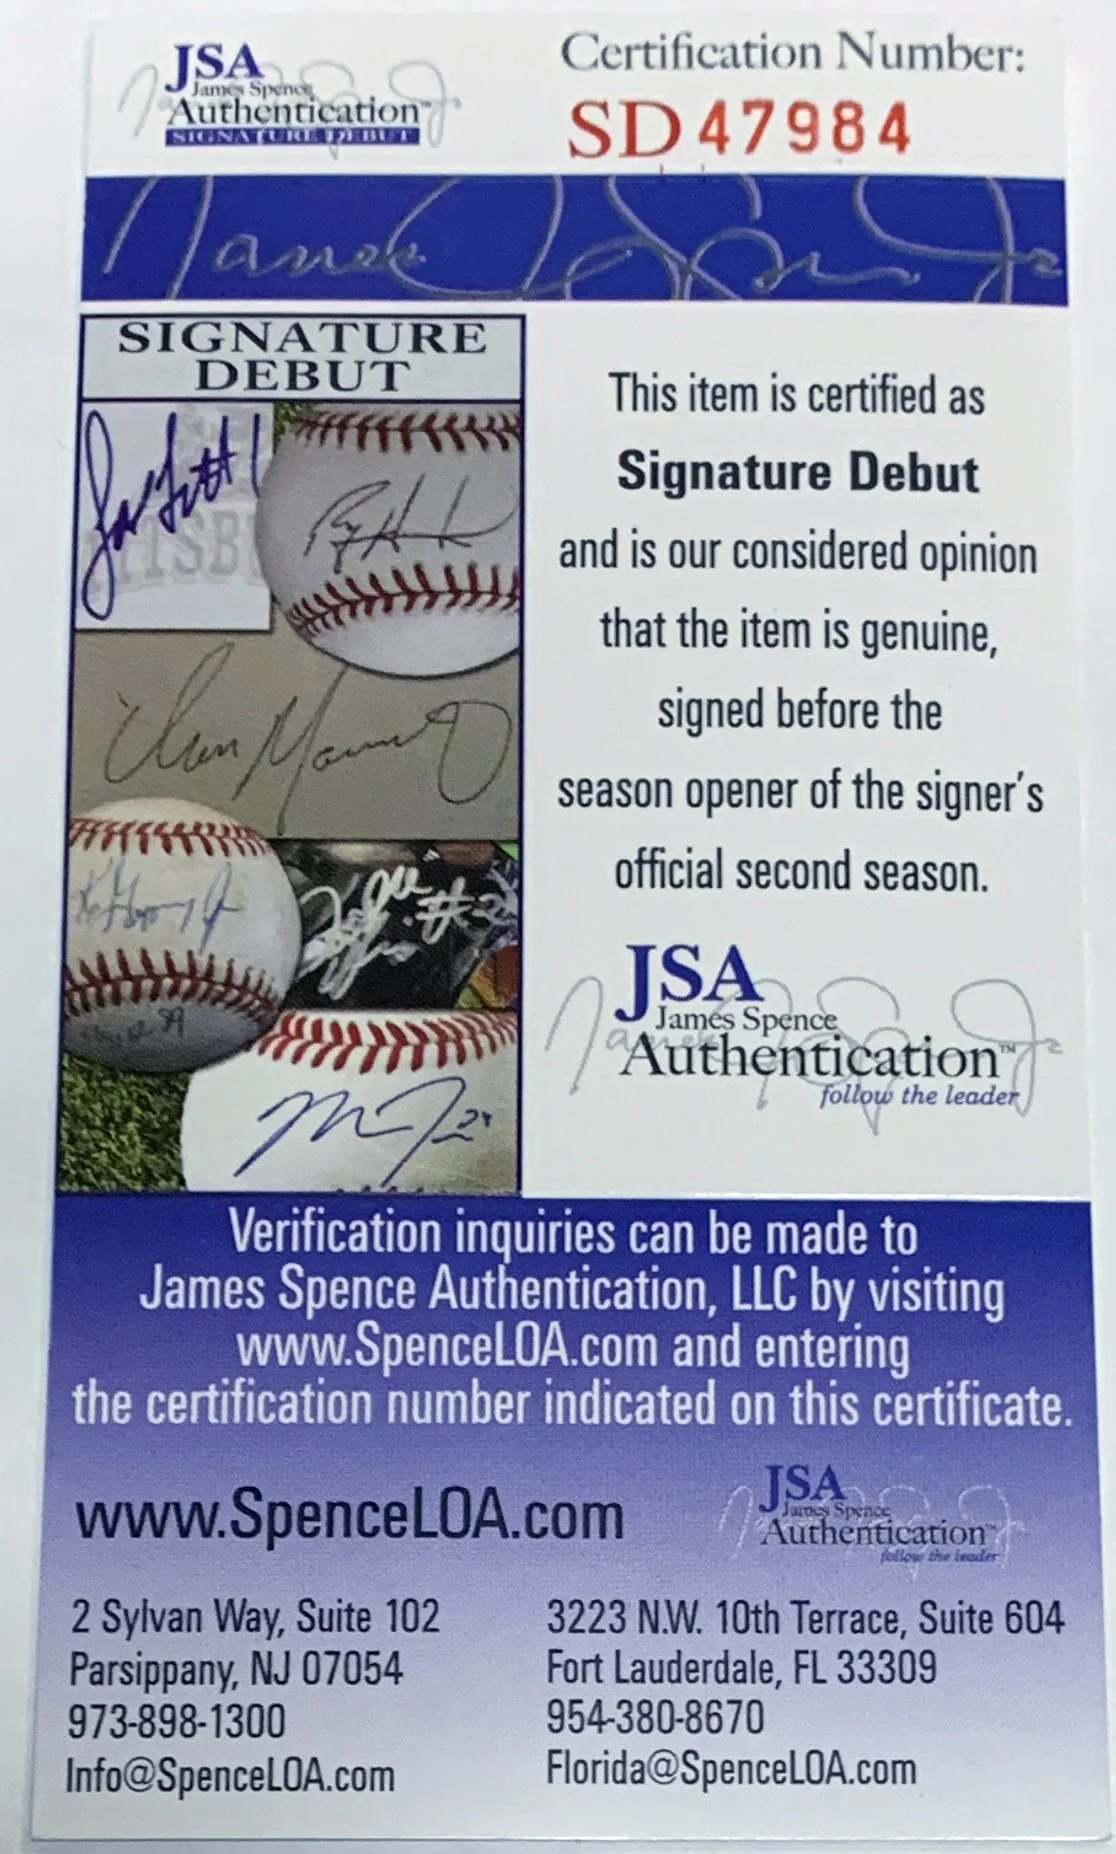 JSA
James Spence
Authentication™
SIGNATURE DEBUT
Certification Number:
SD47984
SIGNATURE
DEBUT
This item is certified as
Signature Debut
and is our considered opinion
that the item is genuine,
signed before the
season opener of the signer's
official second season.
JSA
James Spence
Authentication™
follow the leader
Verification inquiries can be made to
James Spence Authentication, LLC by visiting
www.SpenceLOA.com and entering
the certification number indicated on this certificate.
www.SpenceLOA.com
JSA
James Spence
Authentication™
follow the leader
2 Sylvan Way, Suite 102
Parsippany, NJ 07054
973-898-1300
Info@SpenceLOA.com
3223 N.W. 10th Terrace, Suite 604
Fort Lauderdale, FL 33309
954-380-8670
Florida@SpenceLOA.com